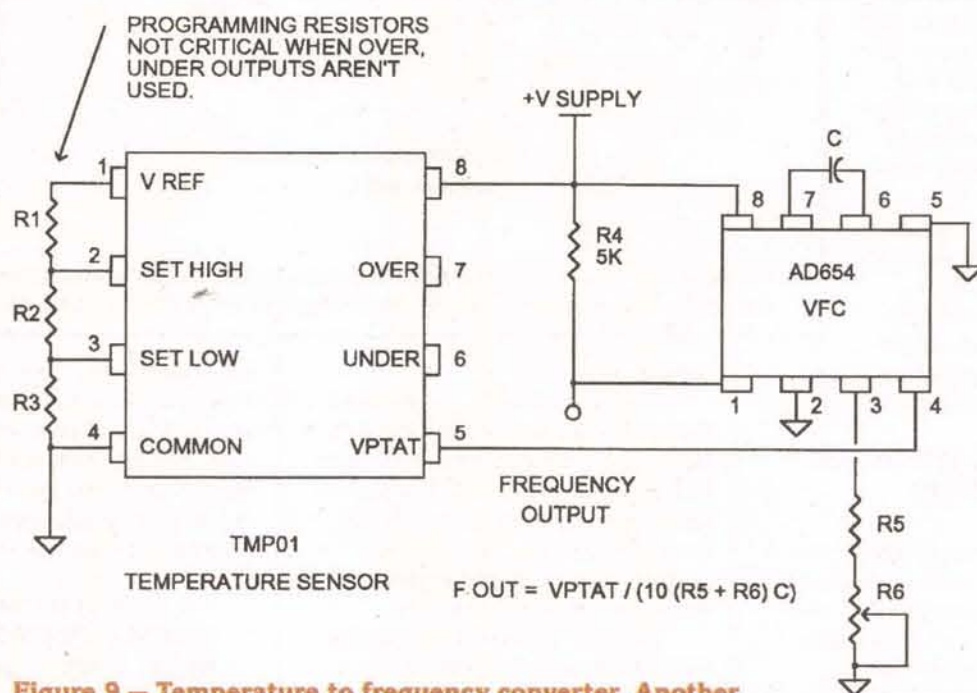 PROGRAMMING RESISTORS
NOT CRITICAL WHEN OVER,
UNDER OUTPUTS AREN'T
USED.
+V SUPPLY
C
1
V REF
8
8
7
6
5
R1
R4
5K
2
SET HIGH
OVER
7
AD654
VFC
R2
3
SET LOW
UNDER
6
R3
1
2
3
4
4
COMMON
VPTAT
5
FREQUENCY
OUTPUT
R5
TMP01
TEMPERATURE SENSOR
F OUT = VPTAT / (10 (R5 + R6) C)
R6
Figure 9 – Temperature to frequency converter. Another